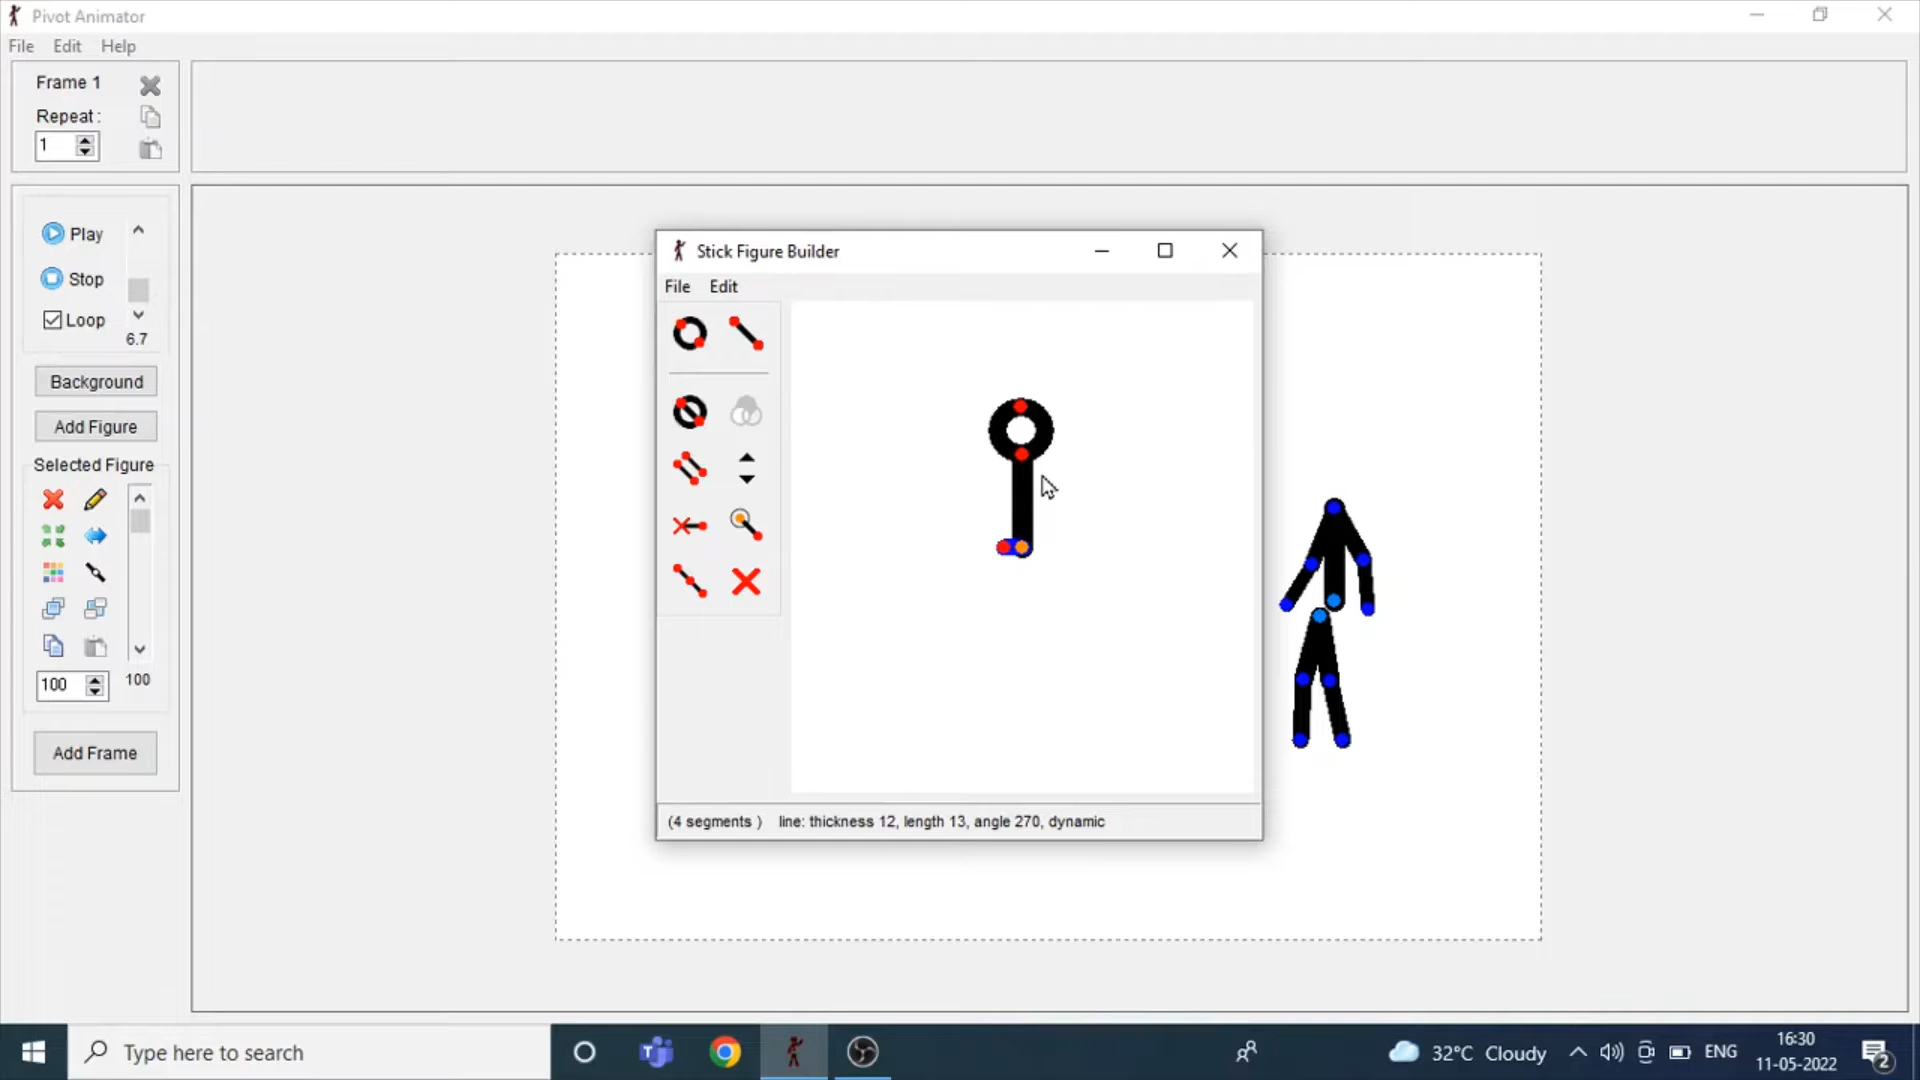 Pivot Animator
File Edit Help
Frame 1
Repeat :
1
Play
Stop
Loop
6.7
Background
Add Figure
Selected Figure
100
100
Add Frame
Stick Figure Builder
File Edit
(4 segments ) line: thickness 12, length 13, angle 270, dynamic
Type here to search
32°C Cloudy
ENG
16:30
11-05-2022
2